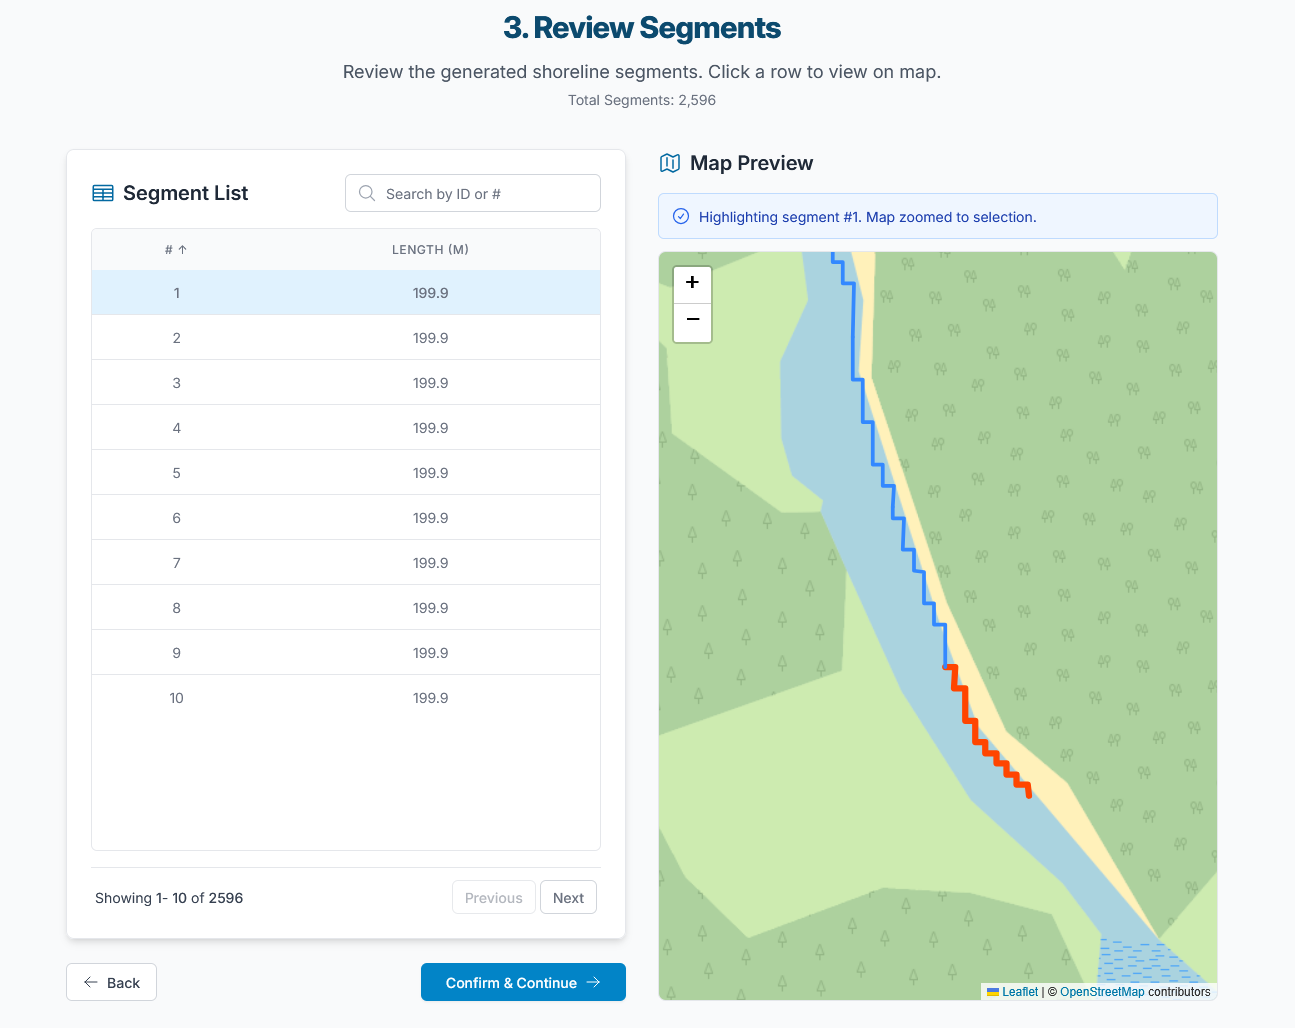 3. Review Segments
Review the generated shoreline segments. Click a row to view on map.
Total Segments: 2,596
Segment List
Search by ID or #
# ↑ LENGTH (M)
1 199.9
2 199.9
3 199.9
4 199.9
5 199.9
6 199.9
7 199.9
8 199.9
9 199.9
10 199.9
Showing 1- 10 of 2596
Previous Next
← Back
Confirm & Continue →
Map Preview
Highlighting segment #1. Map zoomed to selection.
+
−
Leaflet | © OpenStreetMap contributors